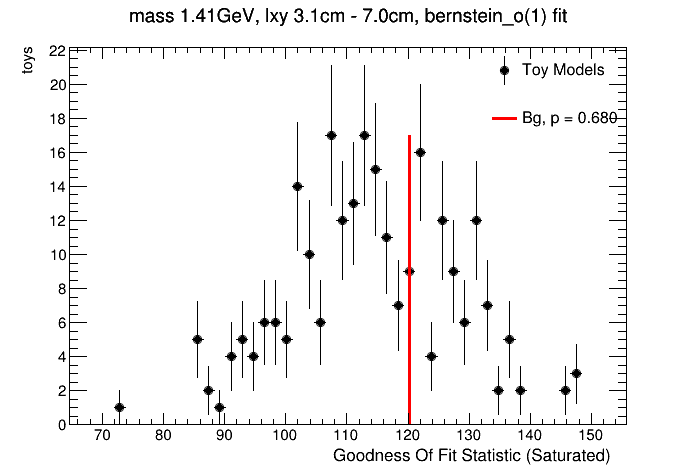 mass 1.41GeV, lxy 3.1cm - 7.0cm, bernstein_o(1) fit
toys
22
20
18
16
14
12
10
8
6
4
2
0
Toy Models
Bg, p = 0.680
70 80 90 100 110 120 130 140 150
Goodness Of Fit Statistic (Saturated)